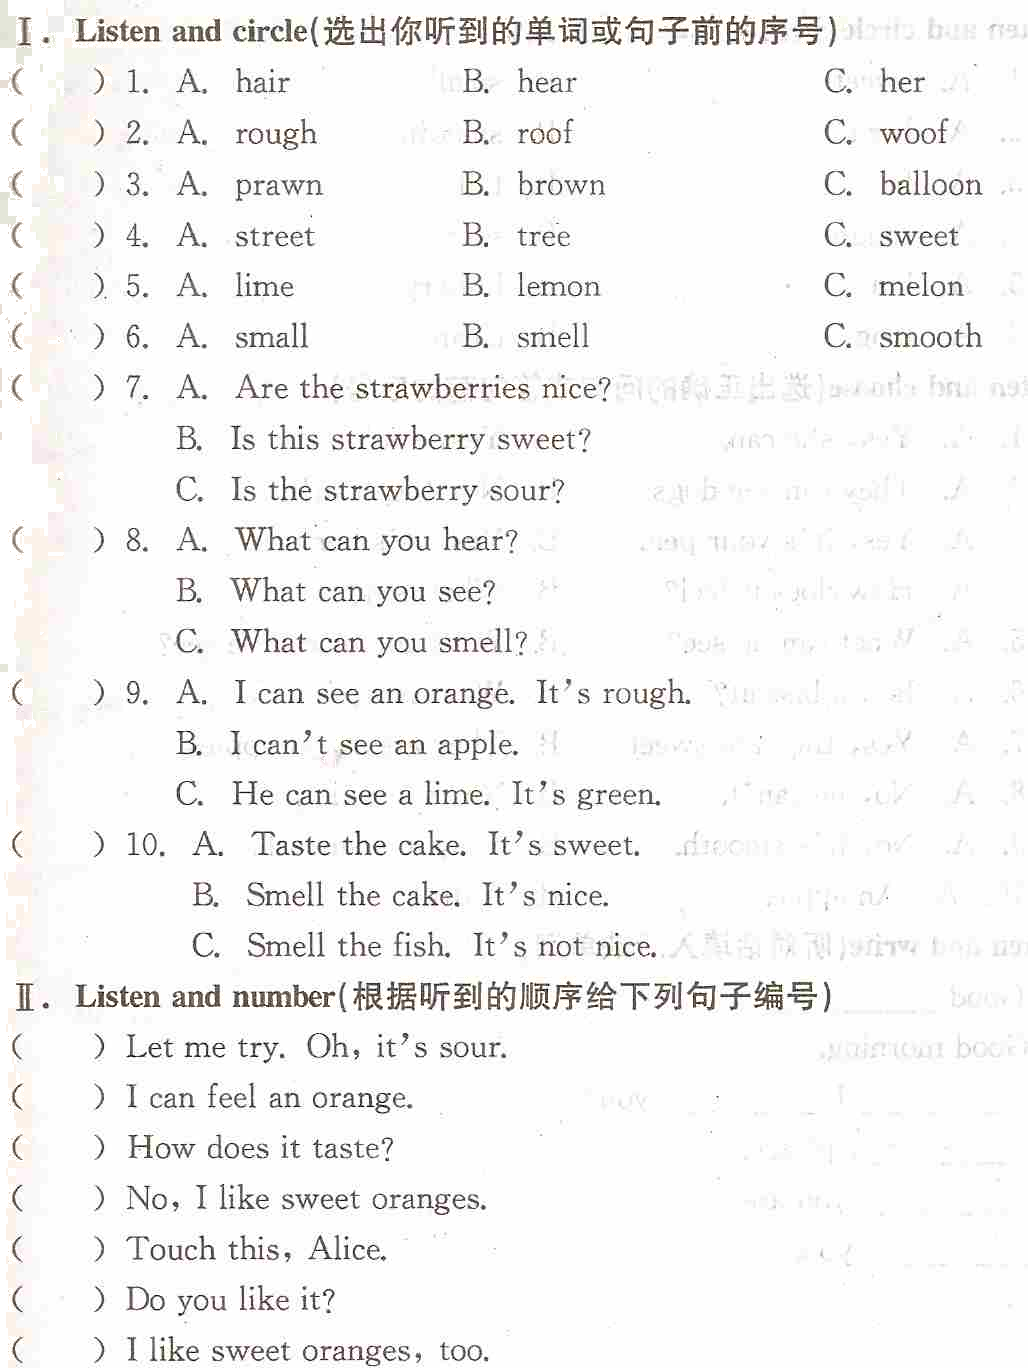 Ⅰ. Listen and circle(选出你听到的单词或句子前的序号)
( ) 1. A. hair B. hear C. her
( ) 2. A. rough B. roof C. woof
( ) 3. A. prawn B. brown C. balloon
( ) 4. A. street B. tree C. sweet
( ) 5. A. lime B. lemon C. melon
( ) 6. A. small B. smell C. smooth
( ) 7. A. Are the strawberries nice?
B. Is this strawberry sweet?
C. Is the strawberry sour?
( ) 8. A. What can you hear?
B. What can you see?
C. What can you smell?
( ) 9. A. I can see an orange. It's rough.
B. I can't see an apple.
C. He can see a lime. It's green.
( ) 10. A. Taste the cake. It's sweet.
B. Smell the cake. It's nice.
C. Smell the fish. It's not nice.
Ⅱ. Listen and number(根据听到的顺序给下列句子编号)
( ) Let me try. Oh, it's sour.
( ) I can feel an orange.
( ) How does it taste?
( ) No, I like sweet oranges.
( ) Touch this, Alice.
( ) Do you like it?
( ) I like sweet oranges, too.